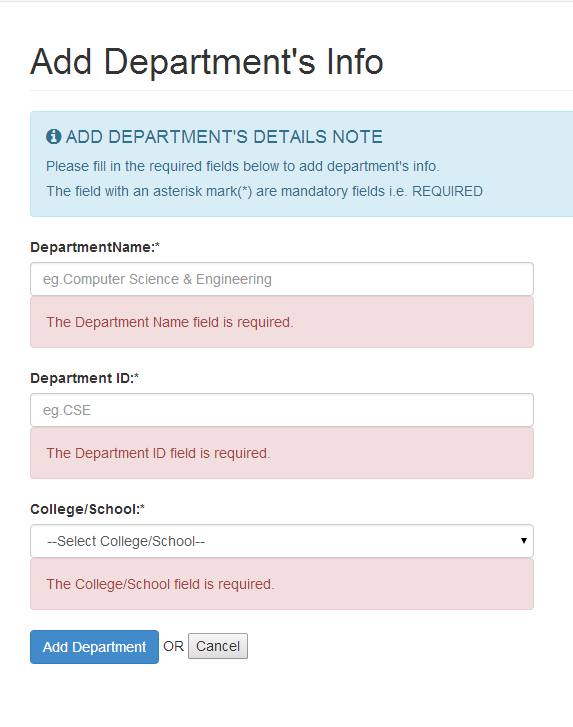 Add Department's Info
ADD DEPARTMENT'S DETAILS NOTE
Please fill in the required fields below to add department's info.
The field with an asterisk mark(*) are mandatory fields i.e. REQUIRED
DepartmentName:*
eg.Computer Science & Engineering
The Department Name field is required.
Department ID:*
eg.CSE
The Department ID field is required.
College/School:*
--Select College/School--
The College/School field is required.
Add Department OR Cancel